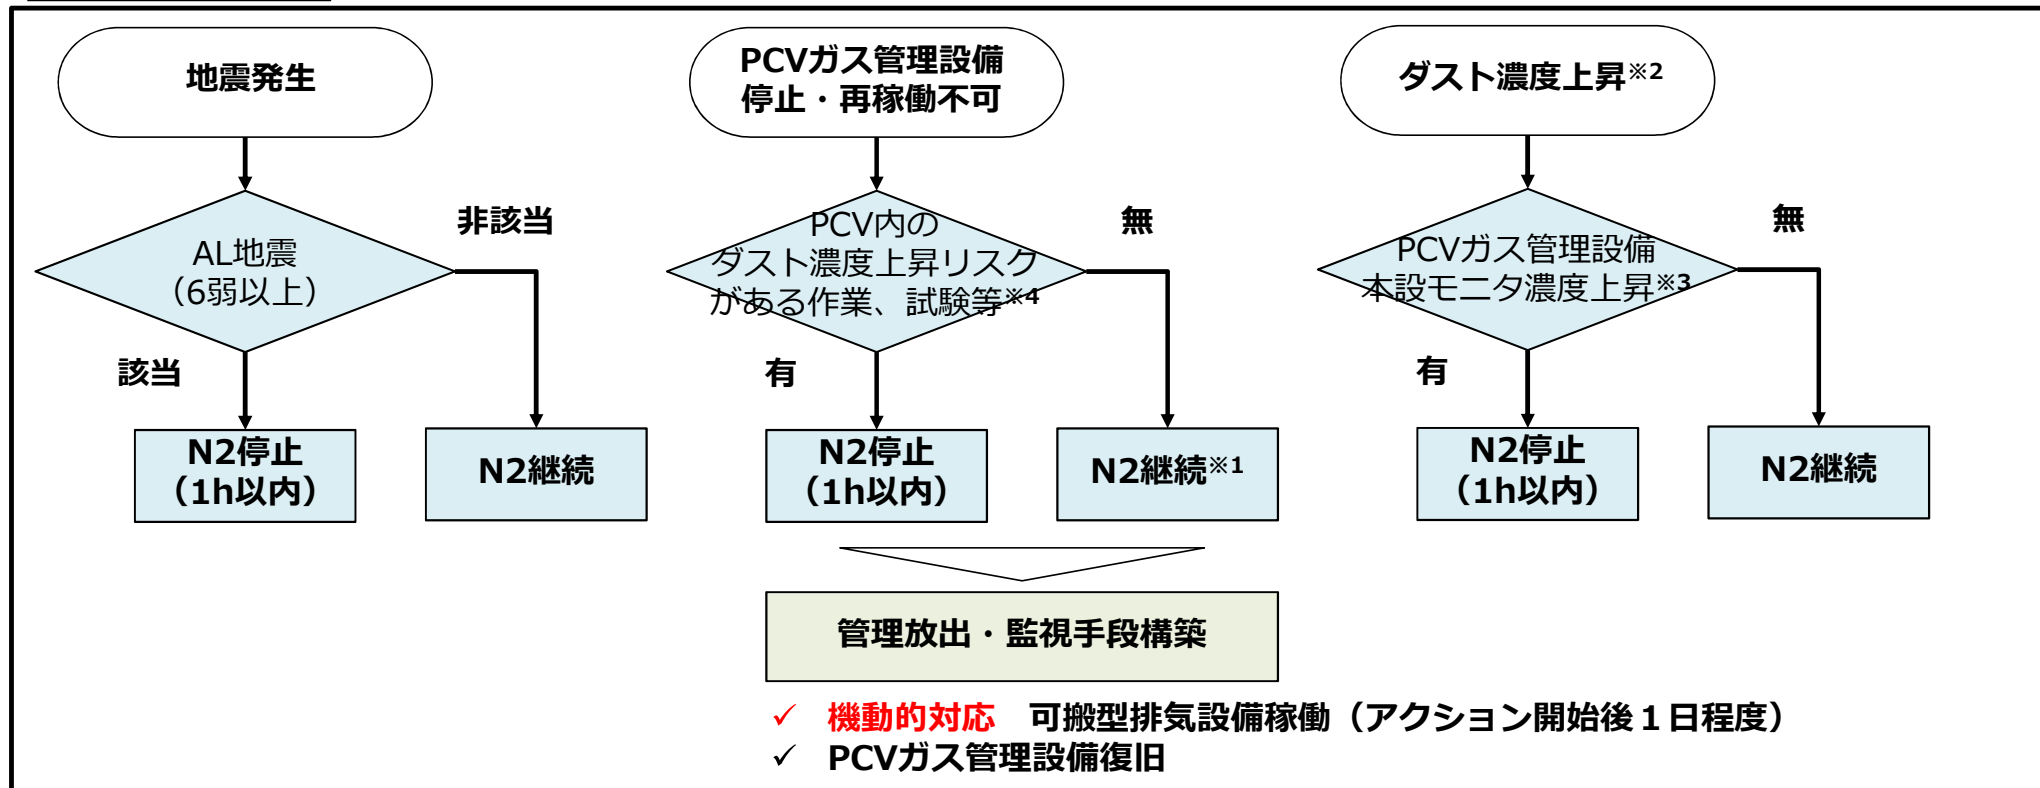 地震発生
AL地震
（6弱以上）
非該当
該当
N2停止
（1h以内）
N2継続
PCVガス管理設備
停止・再稼働不可
PCV内の
ダスト濃度上昇リスク
がある作業、試験等※4
無
有
N2停止
（1h以内）
N2継続※1
ダスト濃度上昇※2
PCVガス管理設備
本設モニタ濃度上昇※3
無
有
N2停止
（1h以内）
N2継続
管理放出・監視手段構築
✓ 機動的対応　可搬型排気設備稼働（アクション開始後１日程度）
✓ PCVガス管理設備復旧